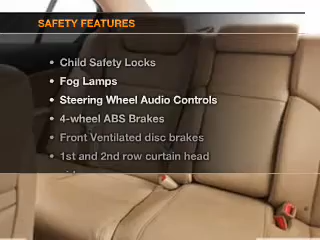 SAFETY FEATURES
• Child Safety Locks
• Fog Lamps
• Steering Wheel Audio Controls
• 4-wheel ABS Brakes
• Front Ventilated disc brakes
• 1st and 2nd row curtain head